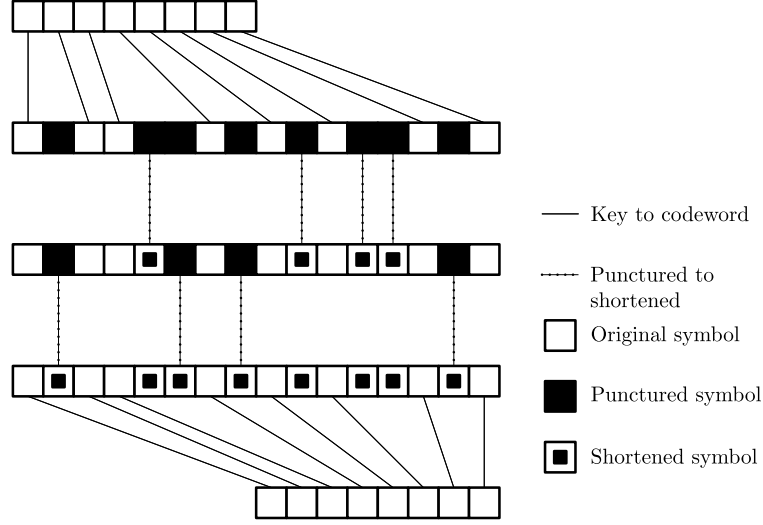 Key to codeword
Punctured to
shortened
Original symbol
Punctured symbol
Shortened symbol